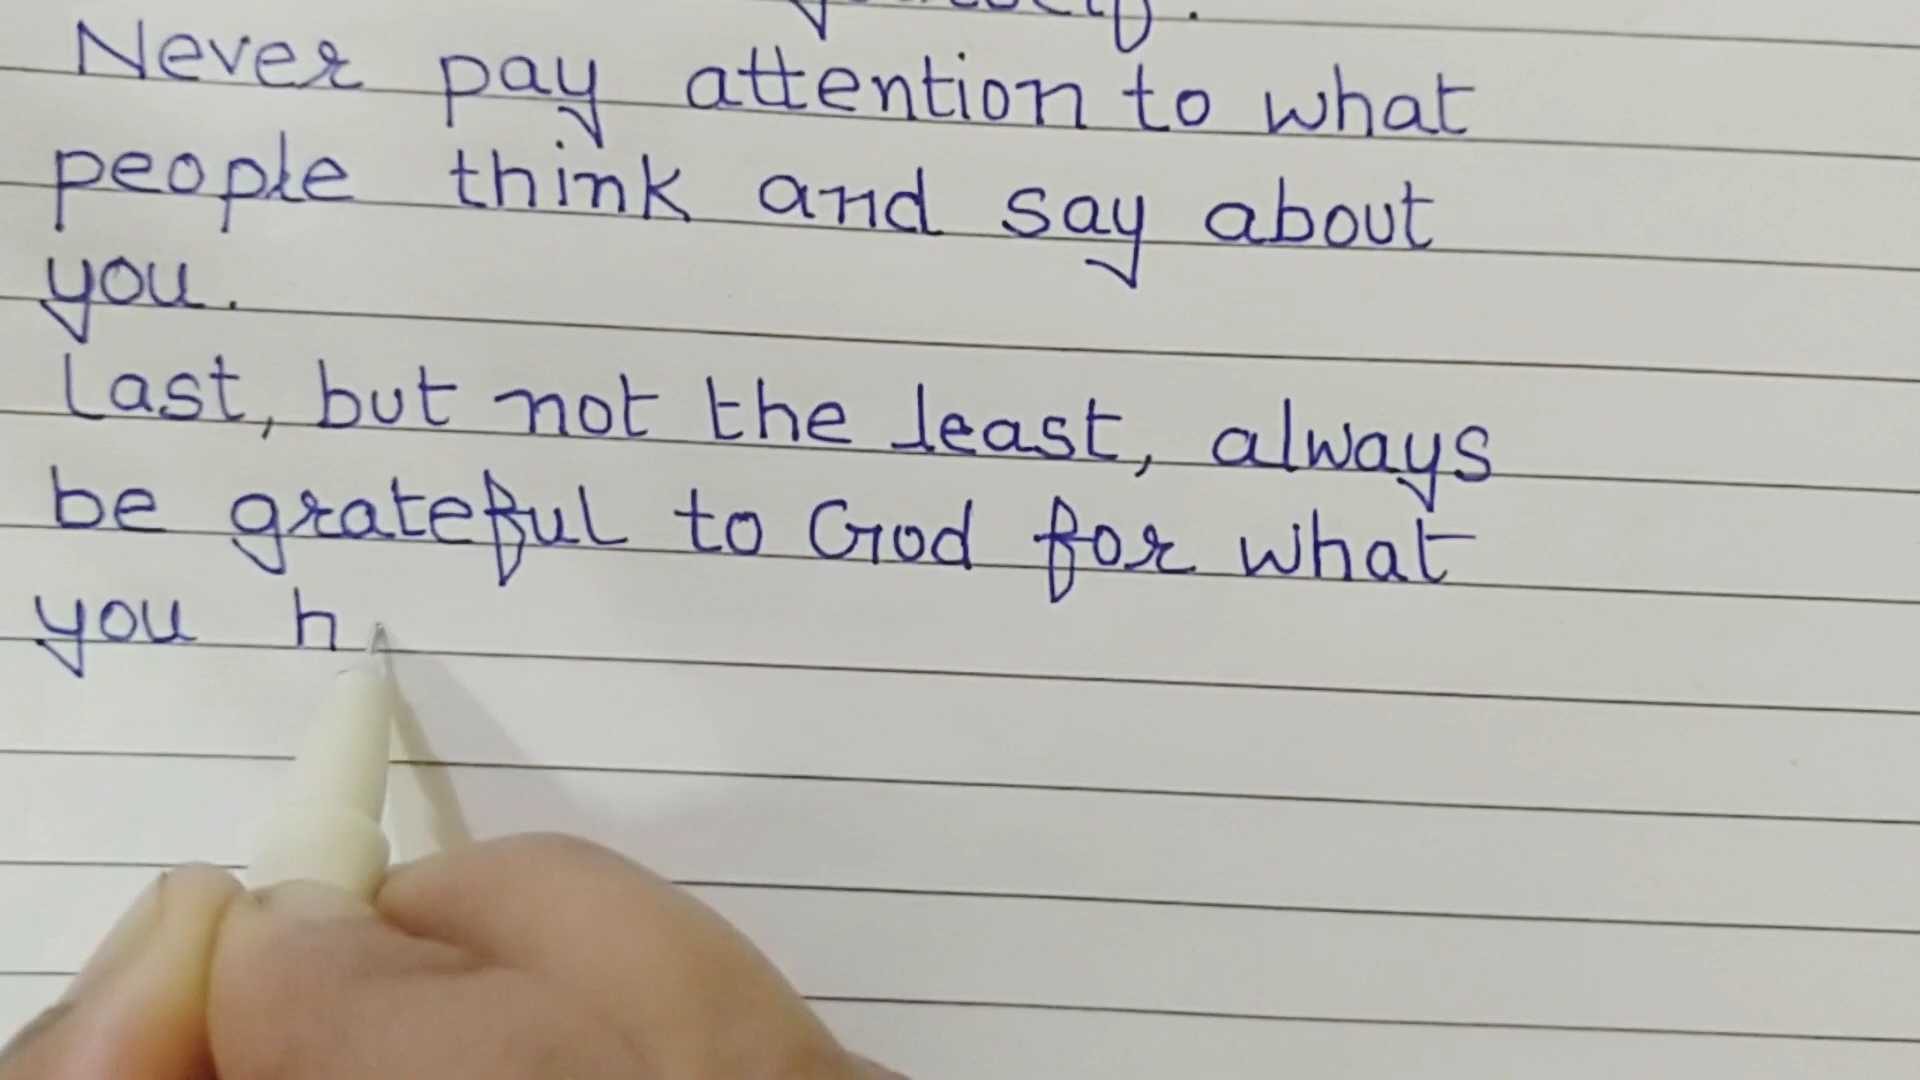 Never pay attention to what
people think and say about
you.
Last, but not the least, always
be grateful to God for what
you h